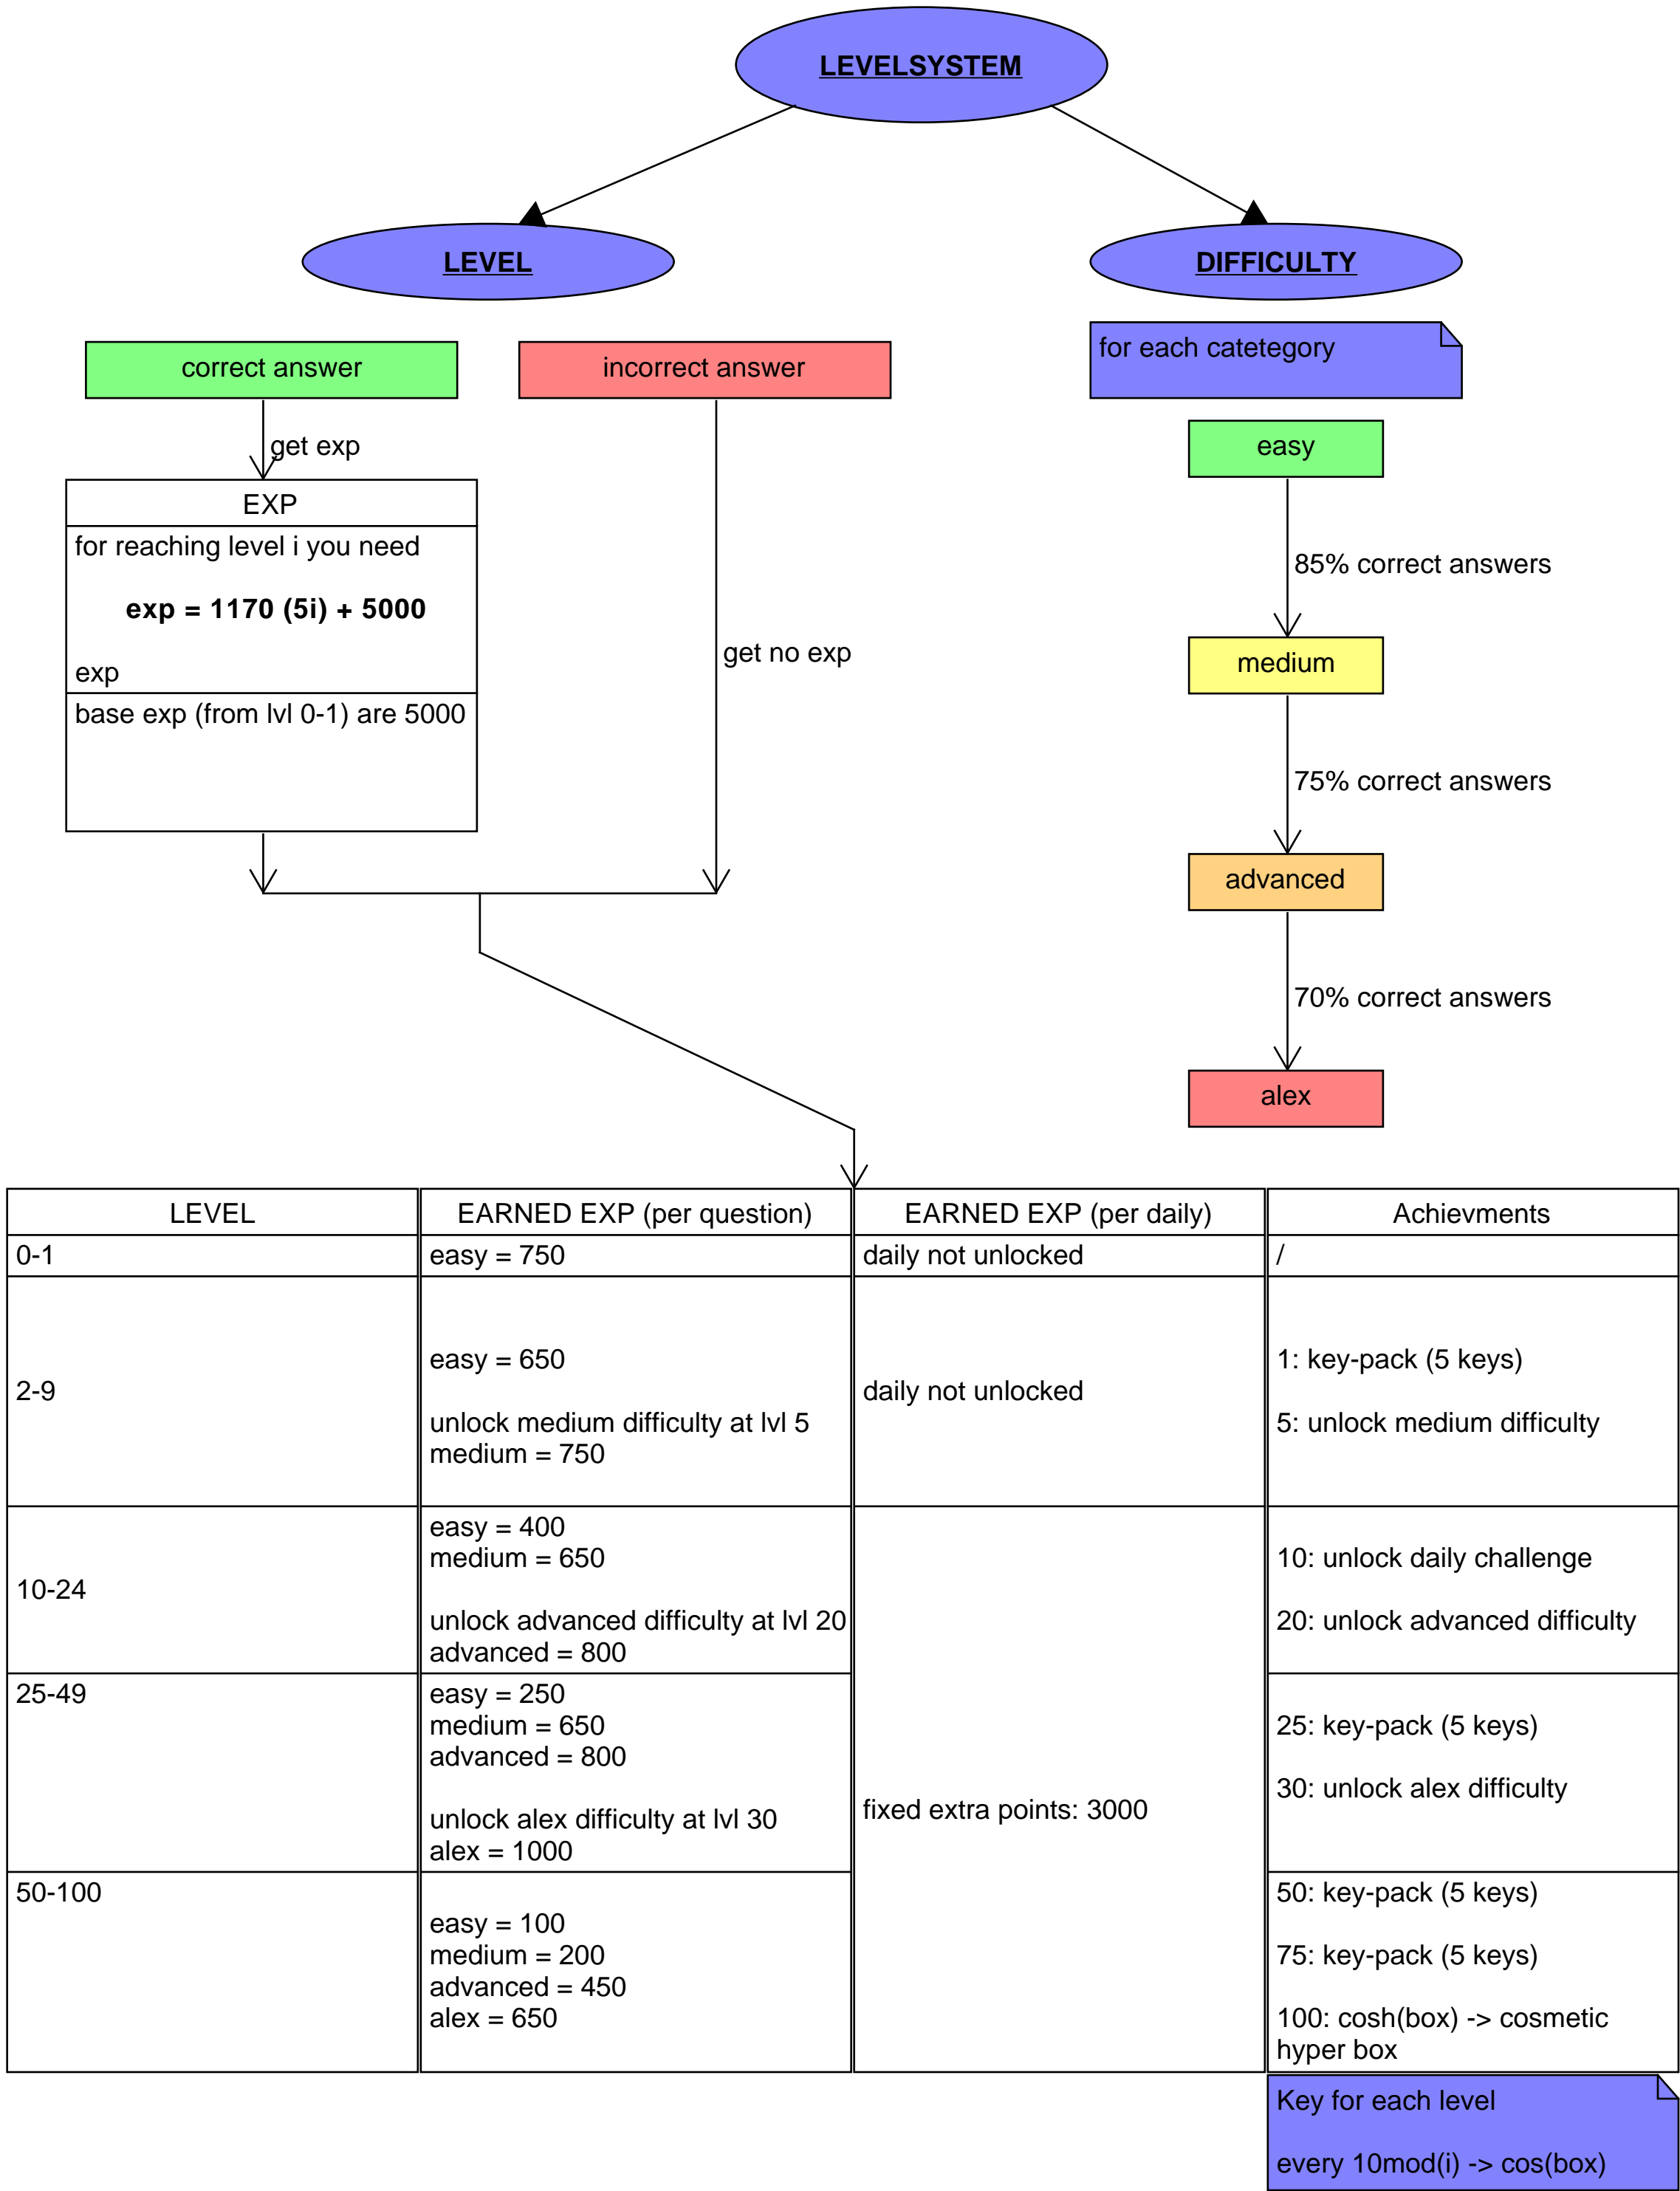 LEVELSYSTEM
LEVEL
DIFFICULTY
correct answer
incorrect answer
for each catetegory
get exp
easy
EXP
for reaching level i you need
exp = 1170 (5i) + 5000
exp
base exp (from lvl 0-1) are 5000
get no exp
85% correct answers
medium
75% correct answers
advanced
70% correct answers
alex
LEVEL
EARNED EXP (per question)
EARNED EXP (per daily)
Achievments
0-1
easy = 750
daily not unlocked
/
2-9
easy = 650
unlock medium difficulty at lvl 5
medium = 750
daily not unlocked
1: key-pack (5 keys)
5: unlock medium difficulty
10-24
easy = 400
medium = 650
unlock advanced difficulty at lvl 20
advanced = 800
10: unlock daily challenge
20: unlock advanced difficulty
25-49
easy = 250
medium = 650
advanced = 800
unlock alex difficulty at lvl 30
alex = 1000
fixed extra points: 3000
25: key-pack (5 keys)
30: unlock alex difficulty
50-100
easy = 100
medium = 200
advanced = 450
alex = 650
50: key-pack (5 keys)
75: key-pack (5 keys)
100: cosh(box) -> cosmetic
hyper box
Key for each level
every 10mod(i) -> cos(box)